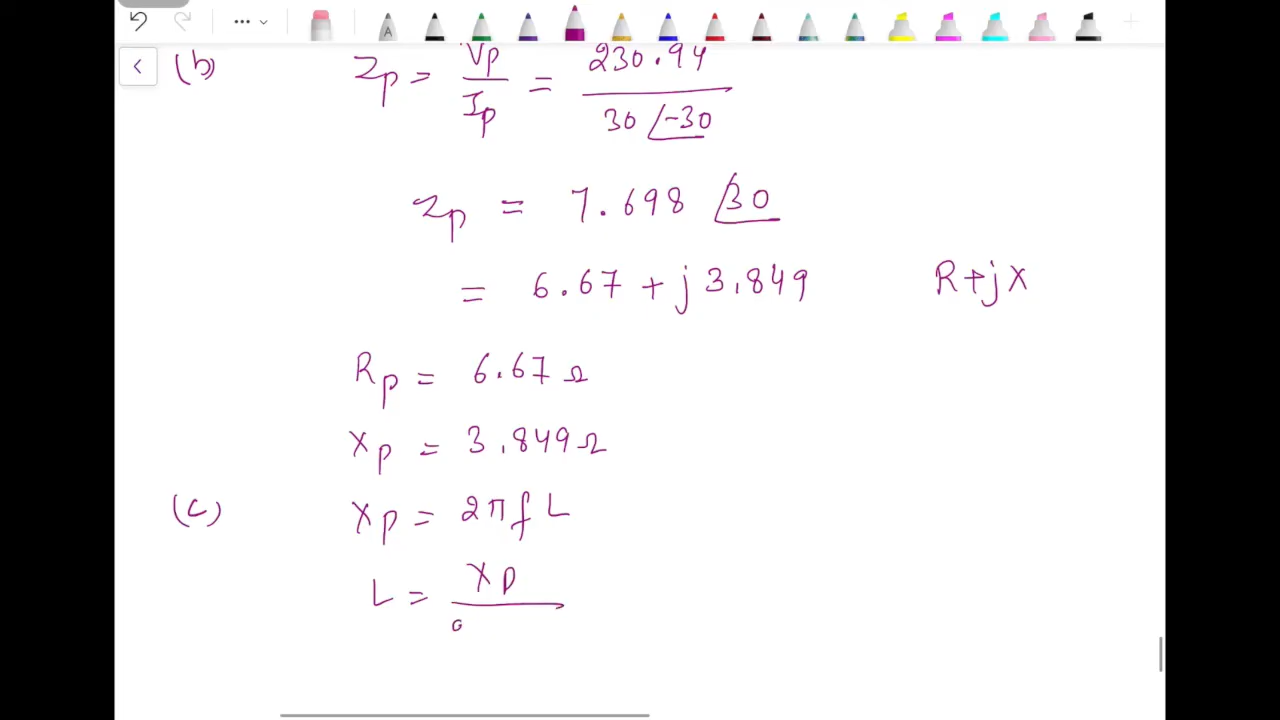 (b) Zp = Vp/Ip = 230.94/30∠-30
Zp = 7.698 ∠30
= 6.67 + j 3.849 R+jX
Rp = 6.67 Ω
Xp = 3.849 Ω
(c) Xp = 2πfL
L = Xp/